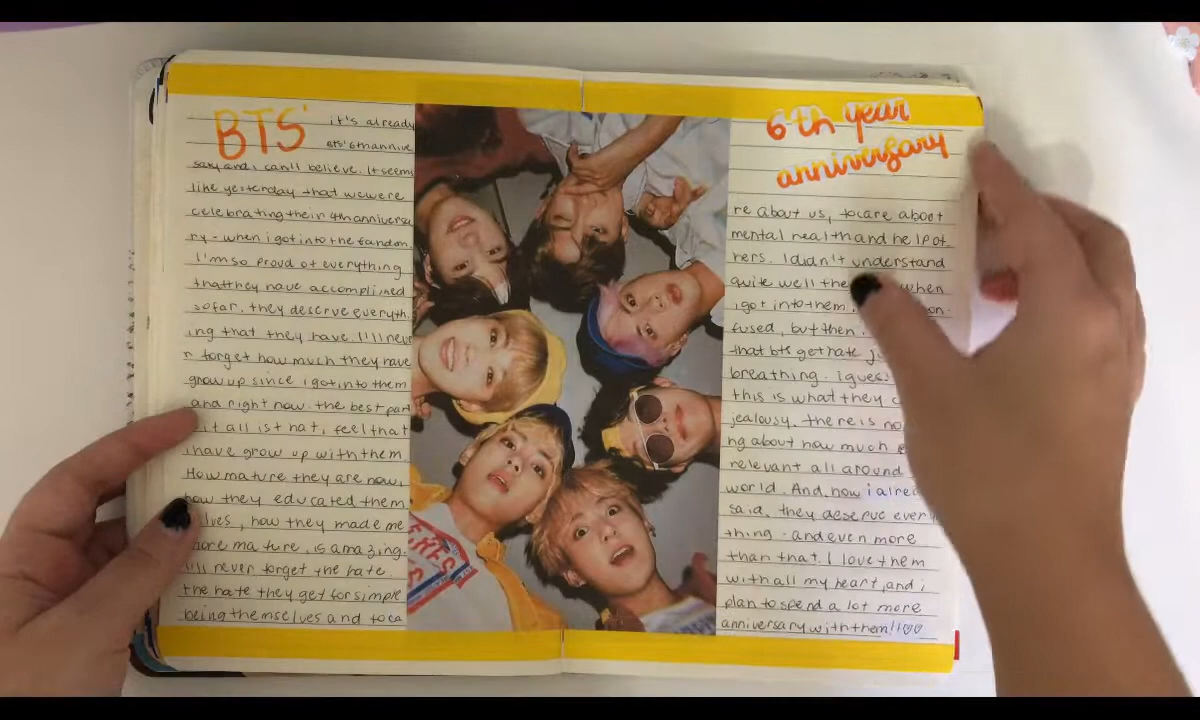 BTS'
it's already
BTS' 6th annive
sary and i can'll believe. It seems
like yesterday that we were
celebrating their 4th anniversa
ry - when i got into the fandom.
I'm so proud of everything
that they have accomplished
so far. they deserve everyth.
ing that they have. I'll neve
r forget how much they have
grow up since i got into them
and right now. the best part
it all is that i feel that
i have grow up with them
How mature they are now,
how they educated them
lves, how they made me
more mature, is amazing.
I'll never forget the hate
the hate they get for simple
being themselves and to ca
6th year
anniversary
re about us, to care about
mental health and help ot
hers. I didn't understand
quite well the when
i got into them. on.
fused, but then
that bts get hate
breathing. i guess
this is what they
jealousy. there is no
ng about how much
relevant all around
world. And, how i alrea
said, they deserve every
thing - and even more
than that. I love them
with all my heart, and i
plan to spend a lot more
anniversary with them!!♡♡